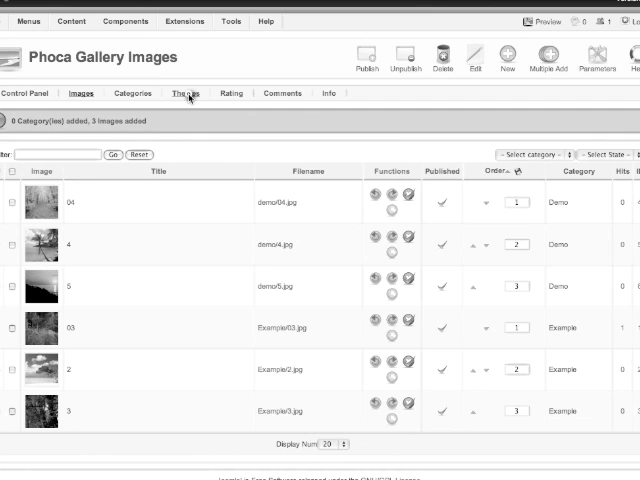 Menus Content Components Extensions Tools Help Preview 0 1
Phoca Gallery Images
Publish Unpublish Delete Edit New Multiple Add Parameters
Control Panel Images Categories Themes Rating Comments Info
0 Category(ies) added, 3 Images added
Go Reset - Select category - - Select State -
Image Title Filename Functions Published Order Category Hits
04 demo/04.jpg 1 Demo 0
4 demo/4.jpg 2 Demo 0
5 demo/5.jpg 3 Demo 0
03 Example/03.jpg 1 Example 1
2 Example/2.jpg 2 Example 0
3 Example/3.jpg 3 Example 0
Display Num 20